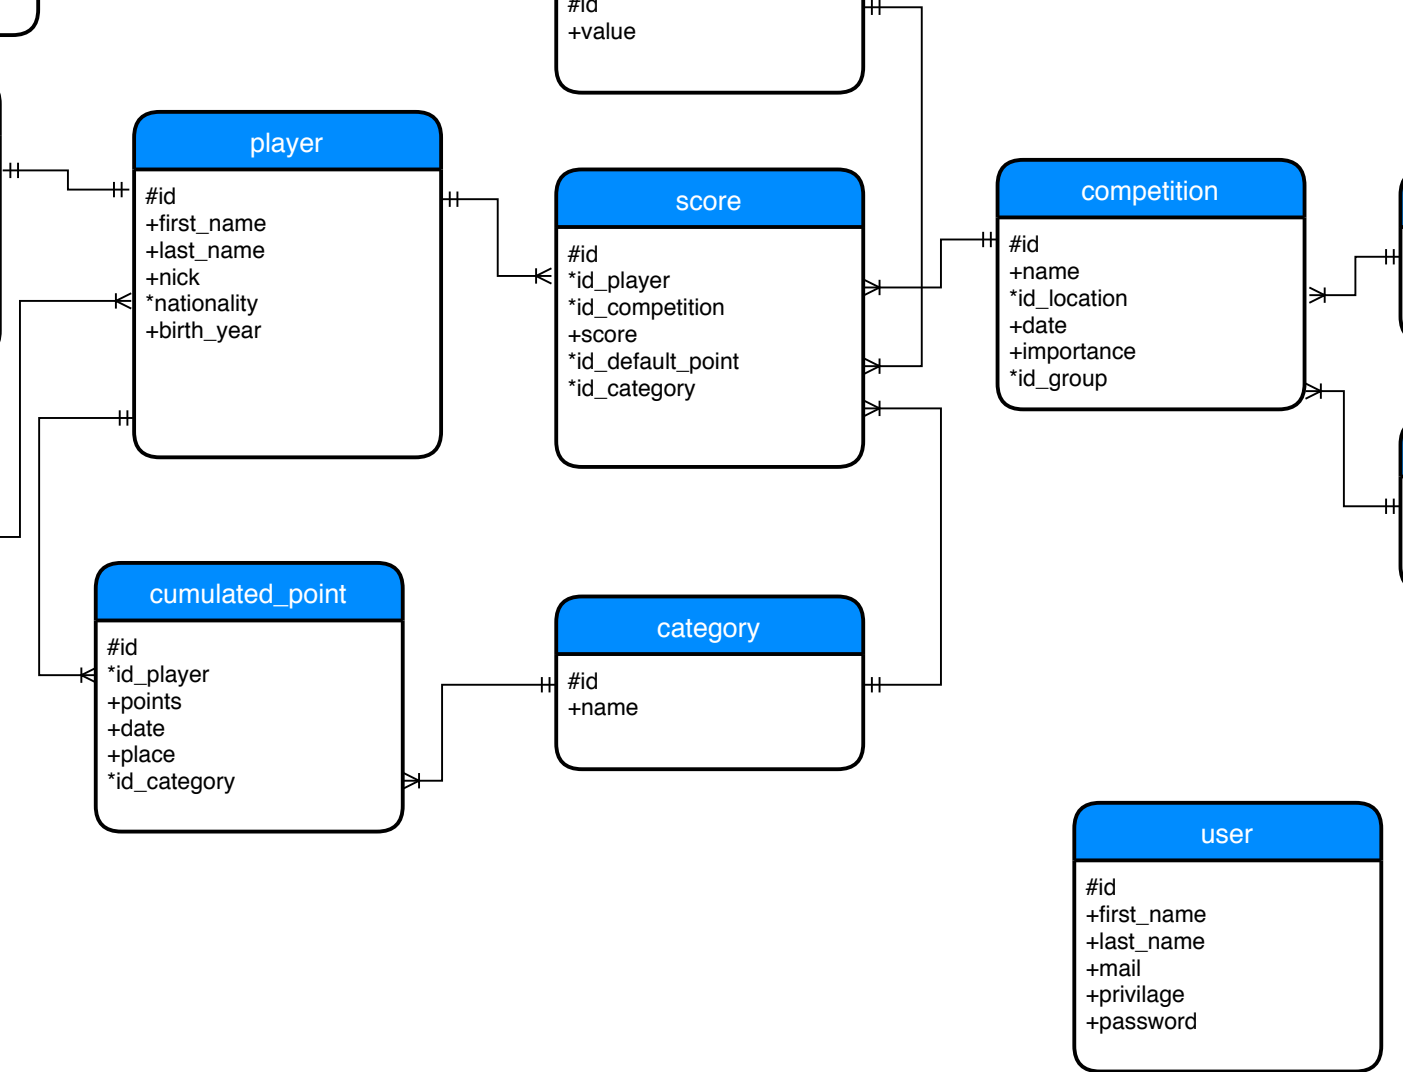 #id
+value
player
#id
+first_name
+last_name
+nick
*nationality
+birth_year
score
#id
*id_player
*id_competition
+score
*id_default_point
*id_category
competition
#id
+name
*id_location
+date
+importance
*id_group
cumulated_point
#id
*id_player
+points
+date
+place
*id_category
category
#id
+name
user
#id
+first_name
+last_name
+mail
+privilage
+password